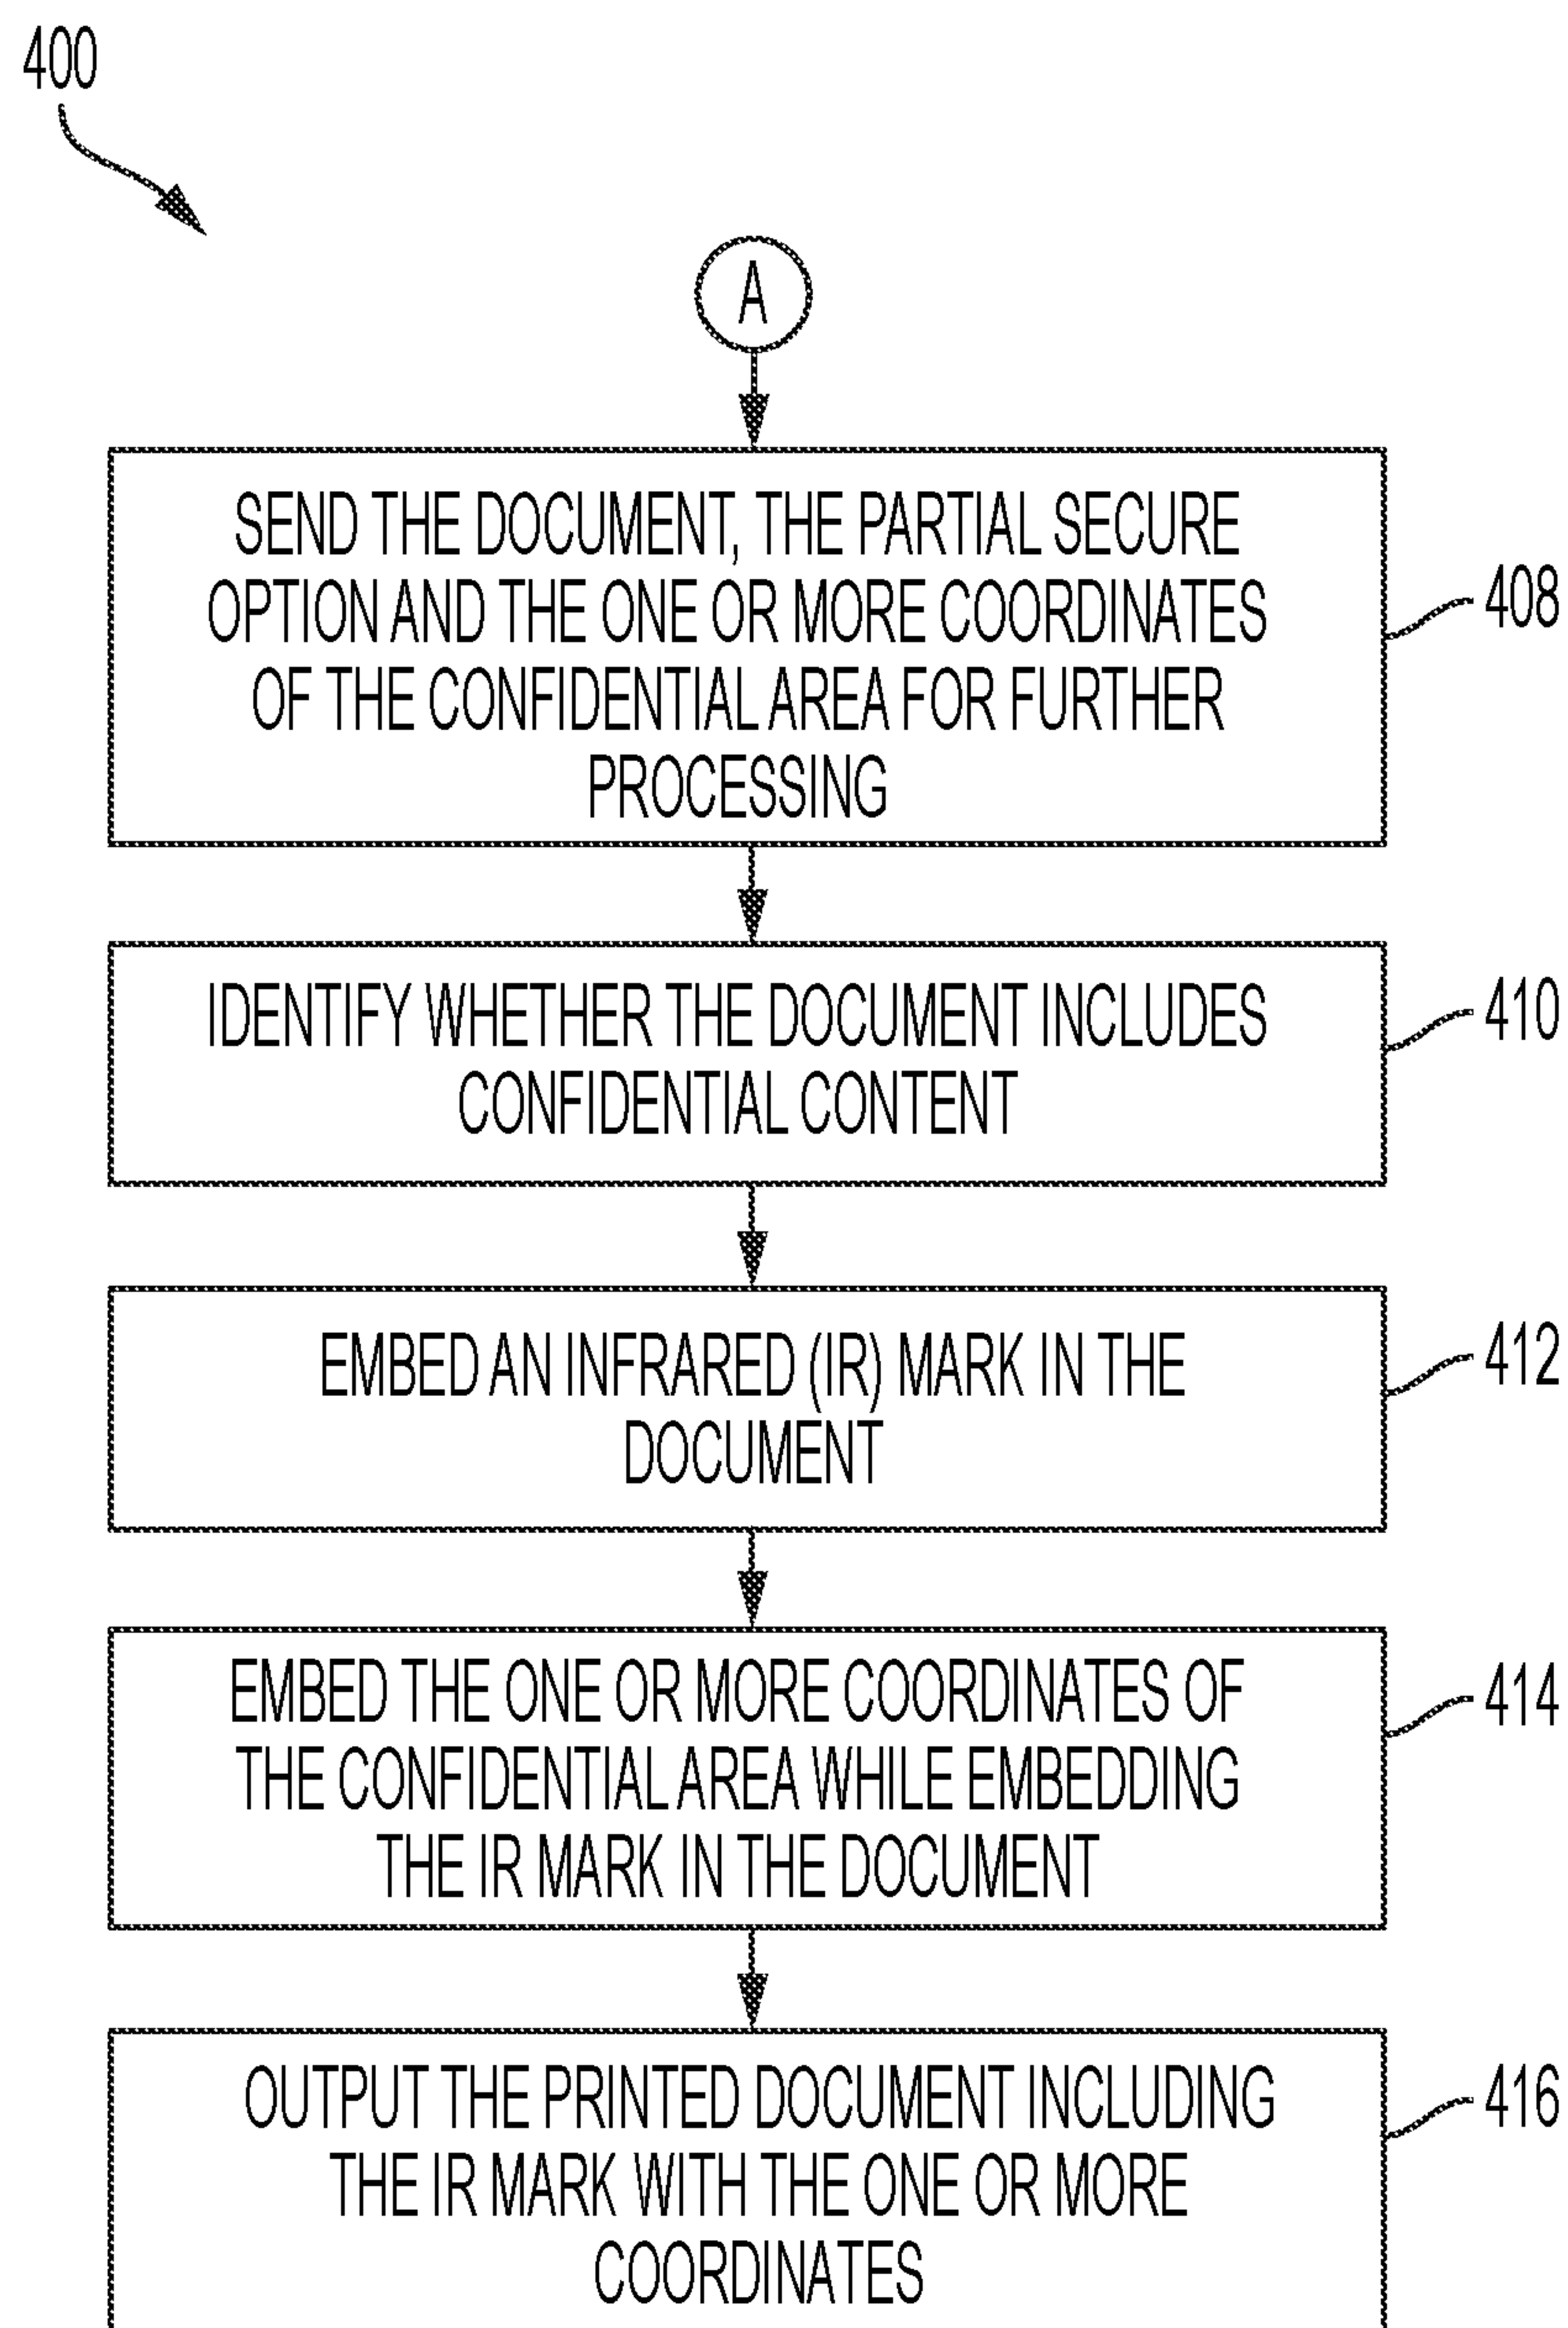 400
A
SEND THE DOCUMENT, THE PARTIAL SECURE
OPTION AND THE ONE OR MORE COORDINATES
OF THE CONFIDENTIAL AREA FOR FURTHER
PROCESSING
408
IDENTIFY WHETHER THE DOCUMENT INCLUDES
CONFIDENTIAL CONTENT
410
EMBED AN INFRARED (IR) MARK IN THE
DOCUMENT
412
EMBED THE ONE OR MORE COORDINATES OF
THE CONFIDENTIAL AREA WHILE EMBEDDING
THE IR MARK IN THE DOCUMENT
414
OUTPUT THE PRINTED DOCUMENT INCLUDING
THE IR MARK WITH THE ONE OR MORE
COORDINATES
416